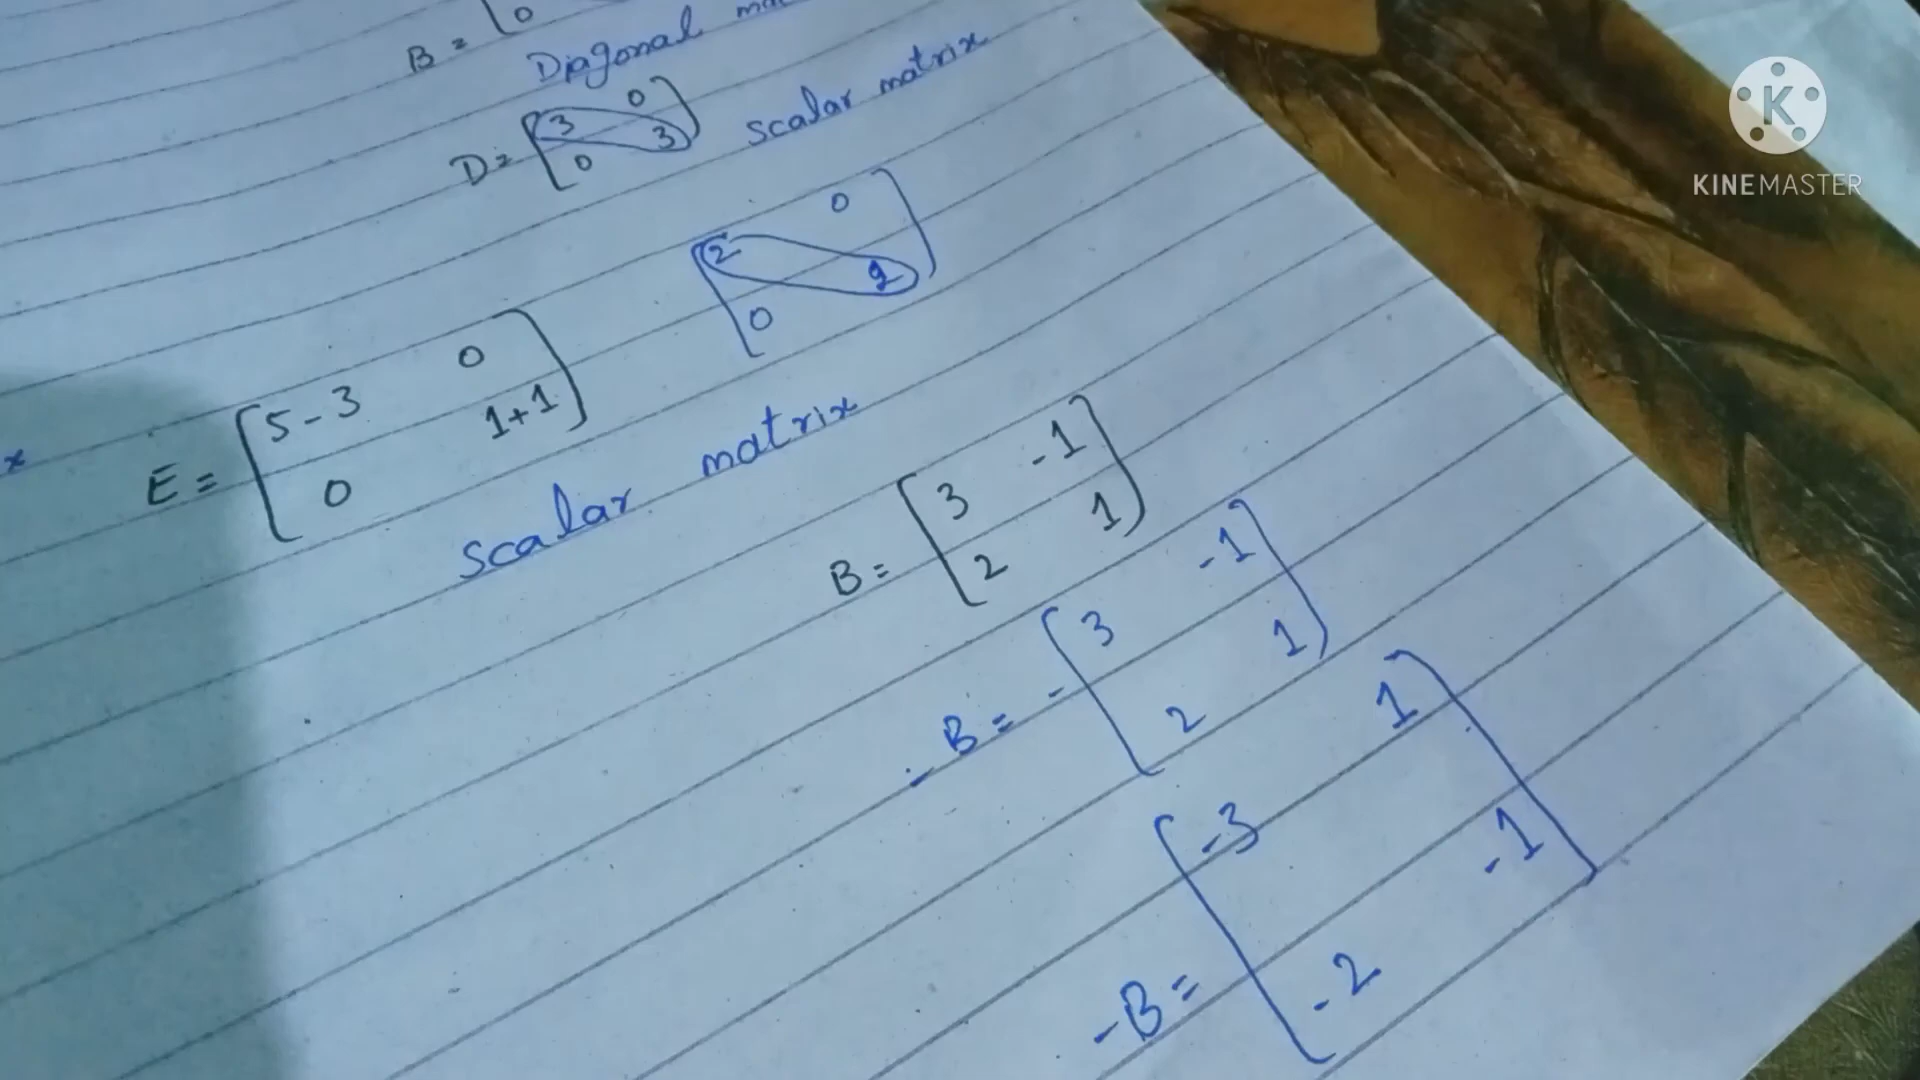 B = [0
Diagonal
D = [3 0
0 3]
scalar matrix
[2 0
0 2]
E = [5-3 0
0 1+1]
scalar matrix
x
B = [3 -1
2 1]
-B = -[3 -1
2 1]
-B = [-3 1
-2 -1]
K
KINEMASTER